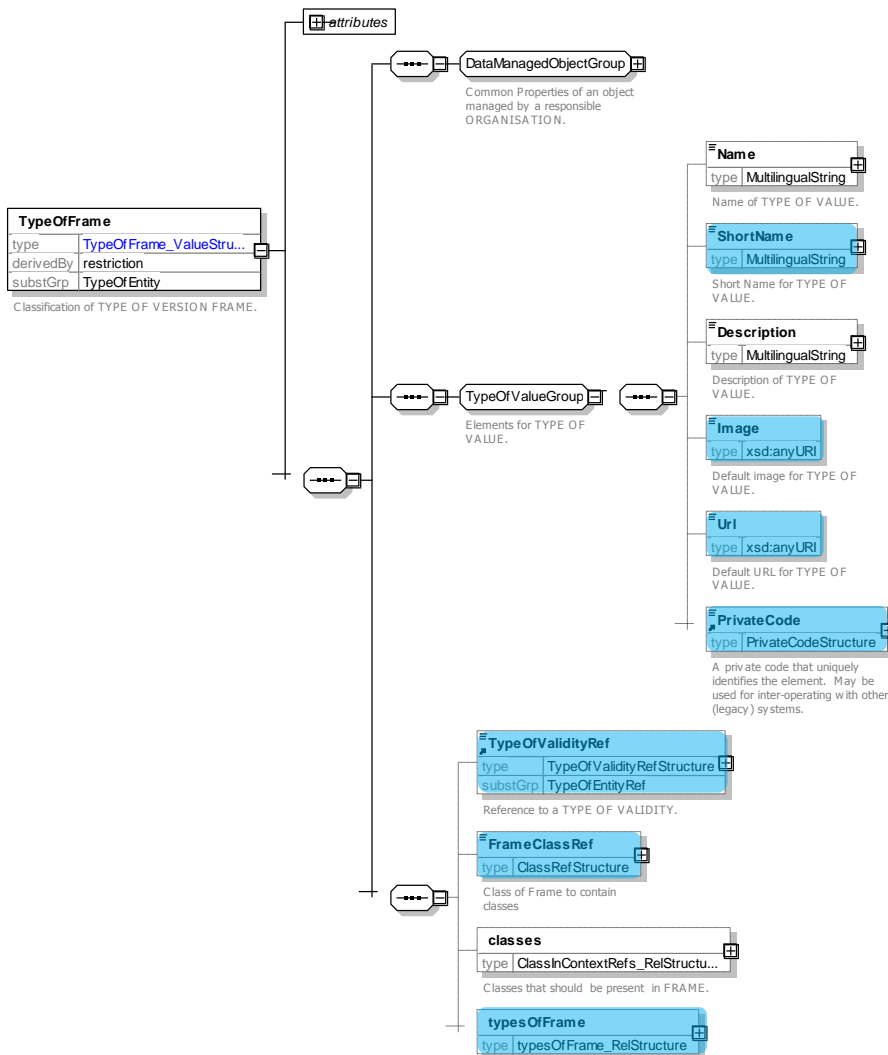 attributes
DataManagedObjectGroup
Common Properties of an object
managed by a responsible
ORGANISATION.
Name
type MultilingualString
Name of TYPE OF VALUE.
TypeOfFrame
type TypeOfFrame_ValueStru...
derivedBy restriction
substGrp TypeOfEntity
Classification of TYPE OF VERSION FRAME.
ShortName
type MultilingualString
Short Name for TYPE OF
VALUE.
Description
type MultilingualString
Description of TYPE OF
VALUE.
TypeOfValueGroup
Elements for TYPE OF
VALUE.
Image
type xsd:anyURI
Default image for TYPE OF
VALUE.
Url
type xsd:anyURI
Default URL for TYPE OF
VALUE.
PrivateCode
type PrivateCodeStructure
A private code that uniquely
identifies the element. May be
used for inter-operating with other
(legacy) systems.
TypeOfValidityRef
type TypeOfValidityRefStructure
substGrp TypeOfEntityRef
Reference to a TYPE OF VALIDITY.
FrameClassRef
type ClassRefStructure
Class of Frame to contain
classes
classes
type ClassInContextRefs_RelStructu...
Classes that should be present in FRAME.
typesOfFrame
type typesOfFrame_RelStructure